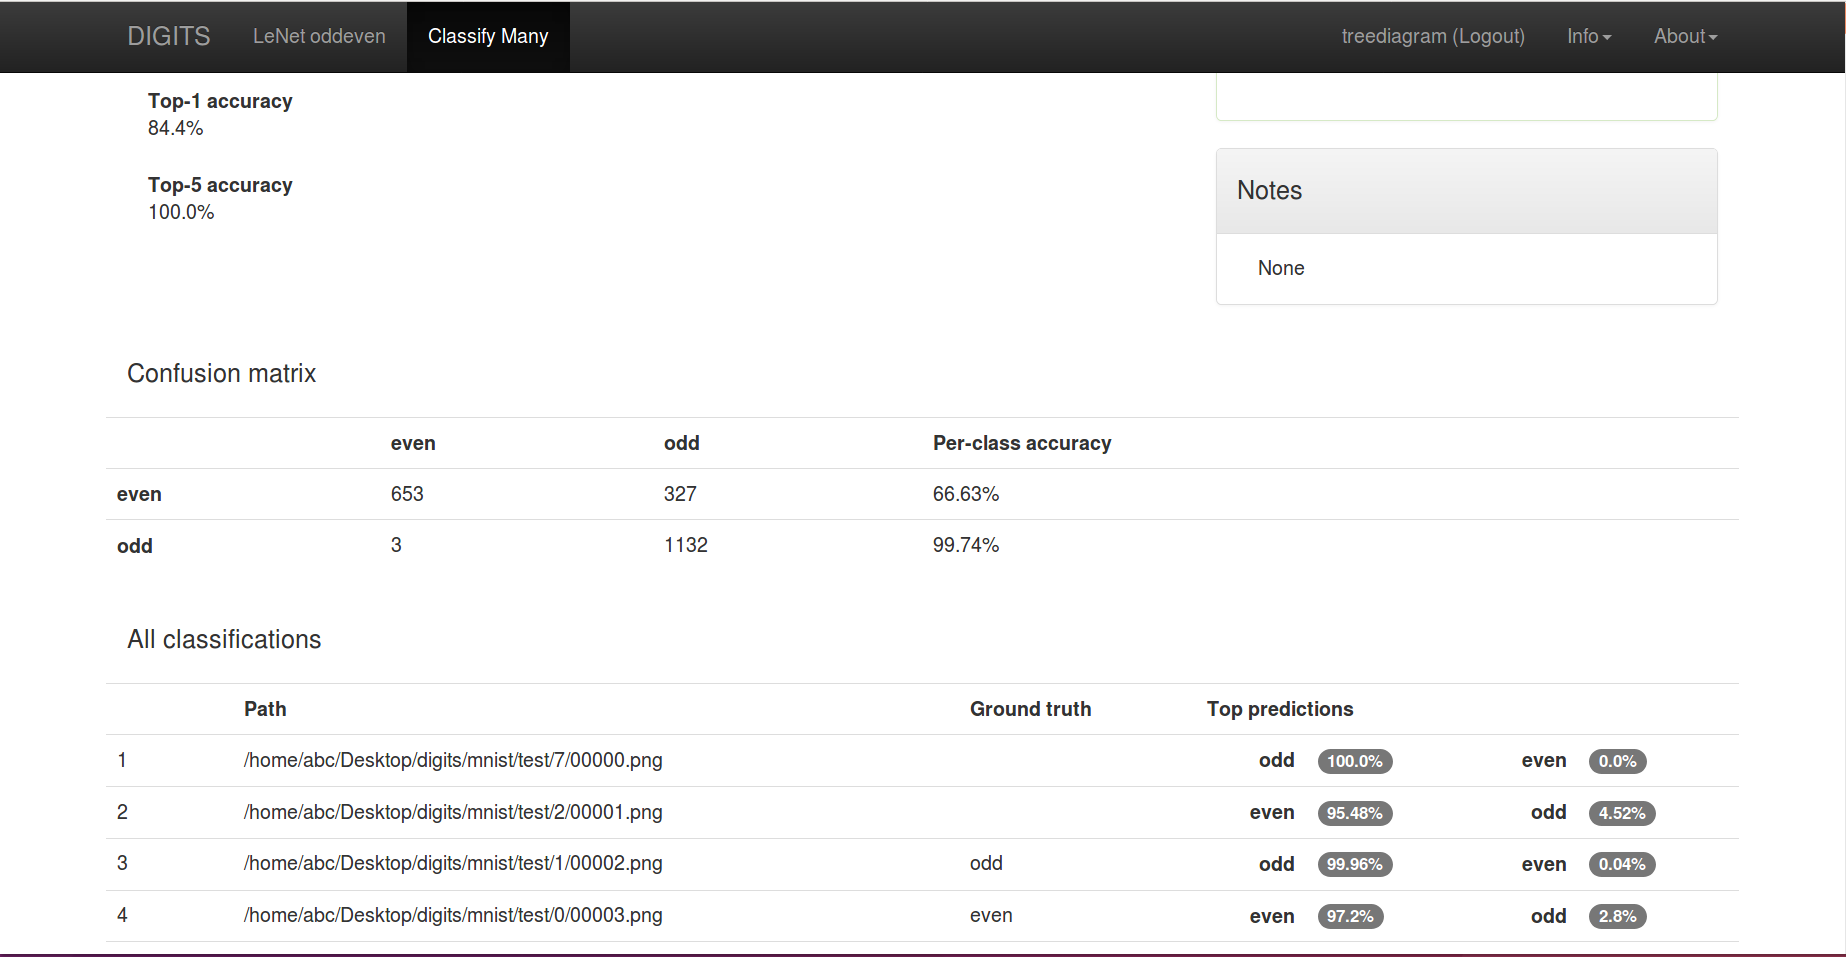 DIGITS LeNet oddeven Classify Many treediagram (Logout) Info About
Top-1 accuracy
84.4%
Top-5 accuracy
100.0%
Notes
None
Confusion matrix
even odd Per-class accuracy
even 653 327 66.63%
odd 3 1132 99.74%
All classifications
Path Ground truth Top predictions
1 /home/abc/Desktop/digits/mnist/test/7/00000.png odd 100.0% even 0.0%
2 /home/abc/Desktop/digits/mnist/test/2/00001.png even 95.48% odd 4.52%
3 /home/abc/Desktop/digits/mnist/test/1/00002.png odd odd 99.96% even 0.04%
4 /home/abc/Desktop/digits/mnist/test/0/00003.png even even 97.2% odd 2.8%